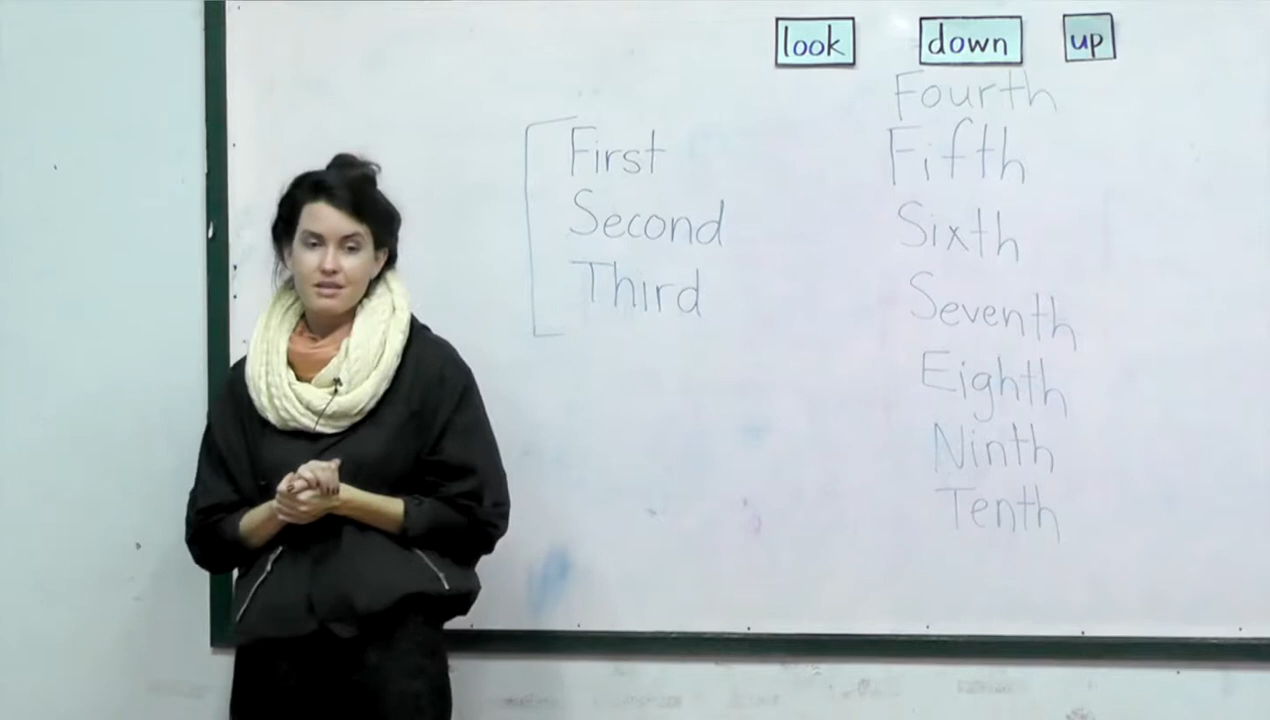 look down up
First
Second
Third
Fourth
Fifth
Sixth
Seventh
Eighth
Ninth
Tenth